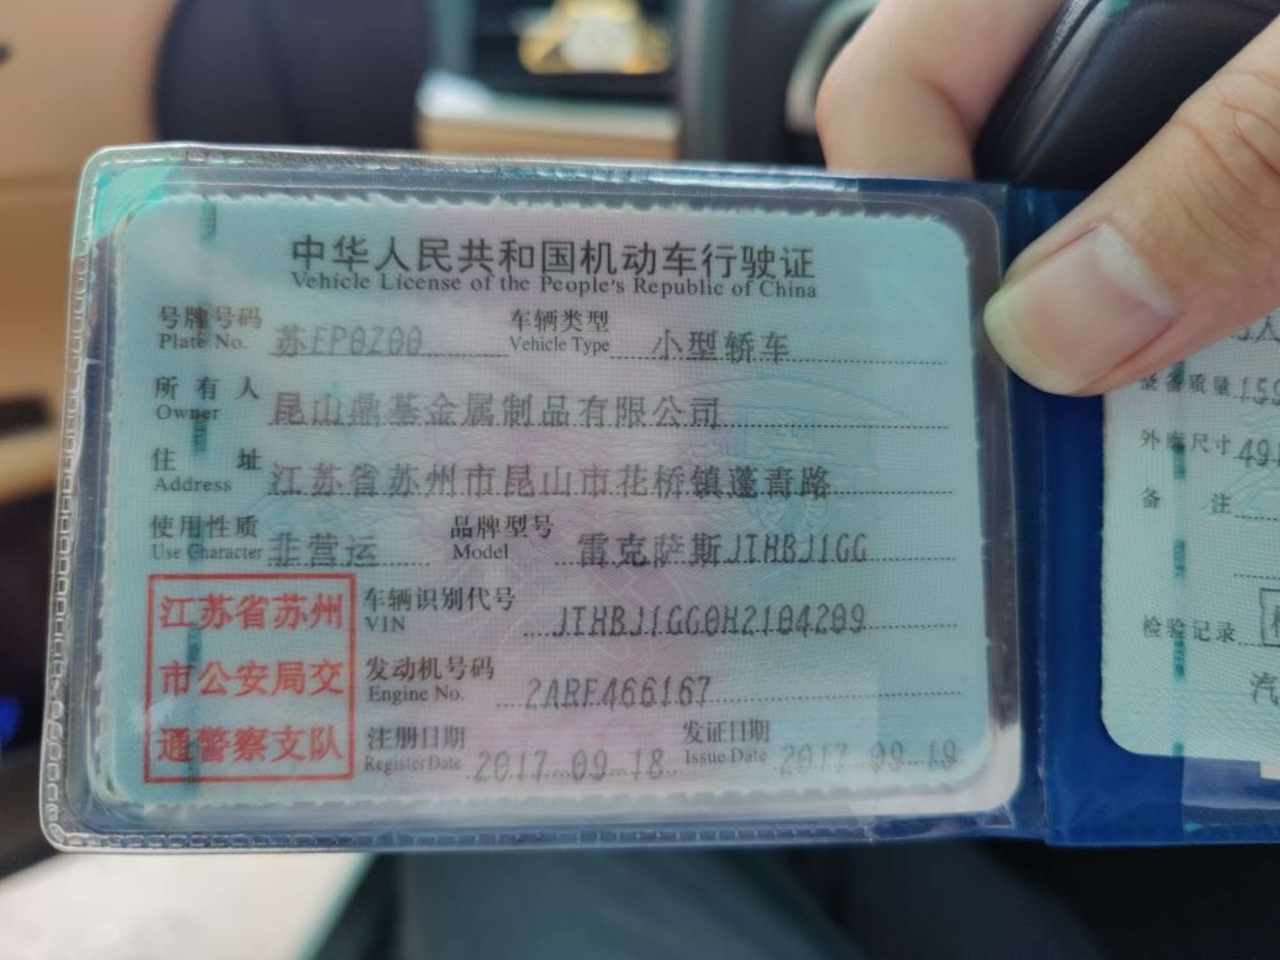 中华人民共和国机动车行驶证
Vehicle License of the People's Republic of China
号牌号码 苏EP0Z00 车辆类型 小型轿车
Plate No. Vehicle Type
所有人 昆山鼎基金属制品有限公司
Owner
住址 江苏省苏州市昆山市花桥镇蓬青路
Address
使用性质 非营运 品牌型号 雷克萨斯JTHBJ1GG
Use Character Model
江苏省苏州
市公安局交
通警察支队
车辆识别代号 JTHBJ1GG0H2104209
VIN
发动机号码 2ARF466167
Engine No.
注册日期 2017-09-18 发证日期 2017-09-19
Register Date Issue Date
整备质量
外廓尺寸
备注
检验记录